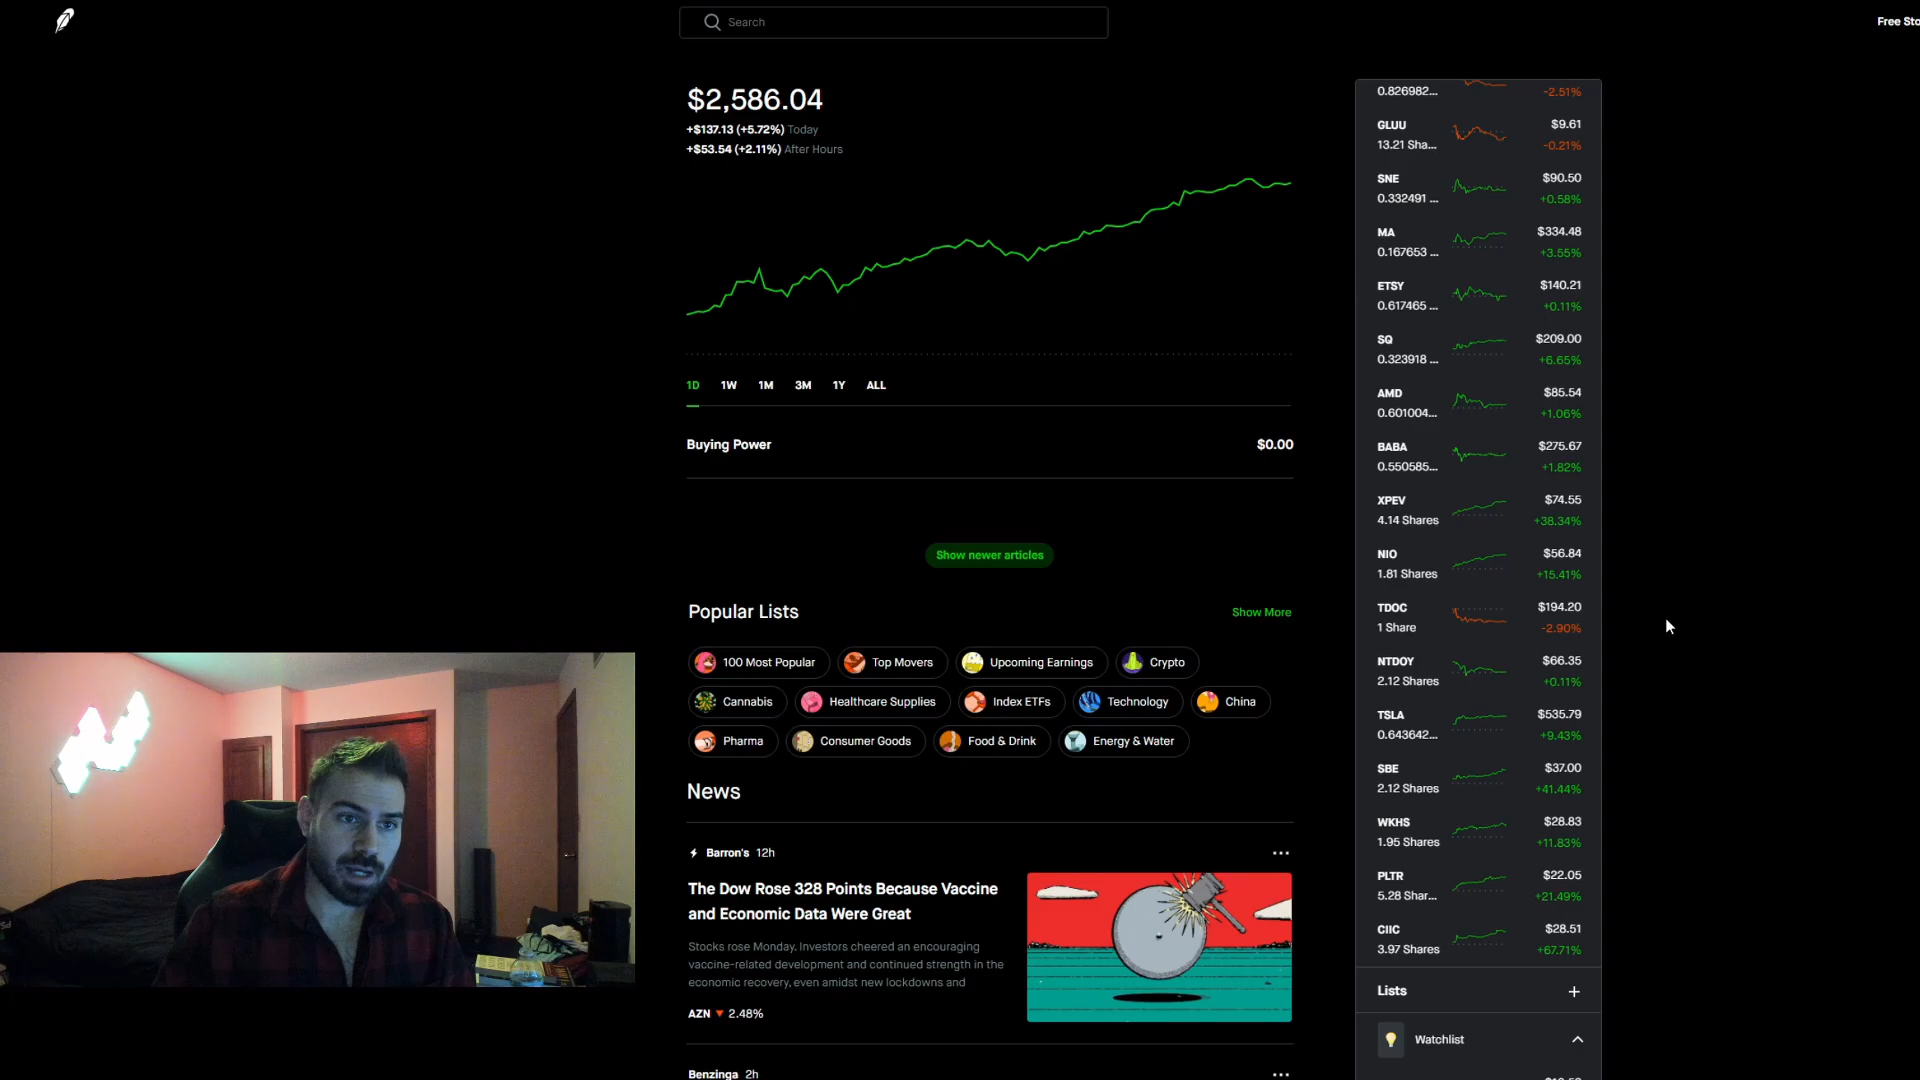 Search
Free Sto
$2,586.04
+$137.13 (+5.72%) Today
+$53.54 (+2.11%) After Hours
1D 1W 1M 3M 1Y ALL
Buying Power $0.00
Show newer articles
Popular Lists Show More
100 Most Popular Top Movers Upcoming Earnings Crypto
Cannabis Healthcare Supplies Index ETFs Technology China
Pharma Consumer Goods Food & Drink Energy & Water
News
Barron's 12h
The Dow Rose 328 Points Because Vaccine
and Economic Data Were Great
Stocks rose Monday. Investors cheered an encouraging
vaccine-related development and continued strength in the
economic recovery, even amidst new lockdowns and
AZN 2.48%
Benzinga 2h
0.826982... -2.51%
GLUU $9.61
13.21 Sha... -0.21%
SNE $90.50
0.332491 ... +0.58%
MA $334.48
0.167653 ... +3.55%
ETSY $140.21
0.617465 ... +0.11%
SQ $209.00
0.323918 ... +6.65%
AMD $85.54
0.601004... +1.06%
BABA $275.67
0.550585... +1.82%
XPEV $74.55
4.14 Shares +38.34%
NIO $56.84
1.81 Shares +15.41%
TDOC $194.20
1 Share -2.90%
NTDOY $66.35
2.12 Shares +0.11%
TSLA $535.79
0.643642... +9.43%
SBE $37.00
2.12 Shares +41.44%
WKHS $28.83
1.95 Shares +11.83%
PLTR $22.05
5.28 Shar... +21.49%
CIIC $28.51
3.97 Shares +67.71%
Lists +
Watchlist